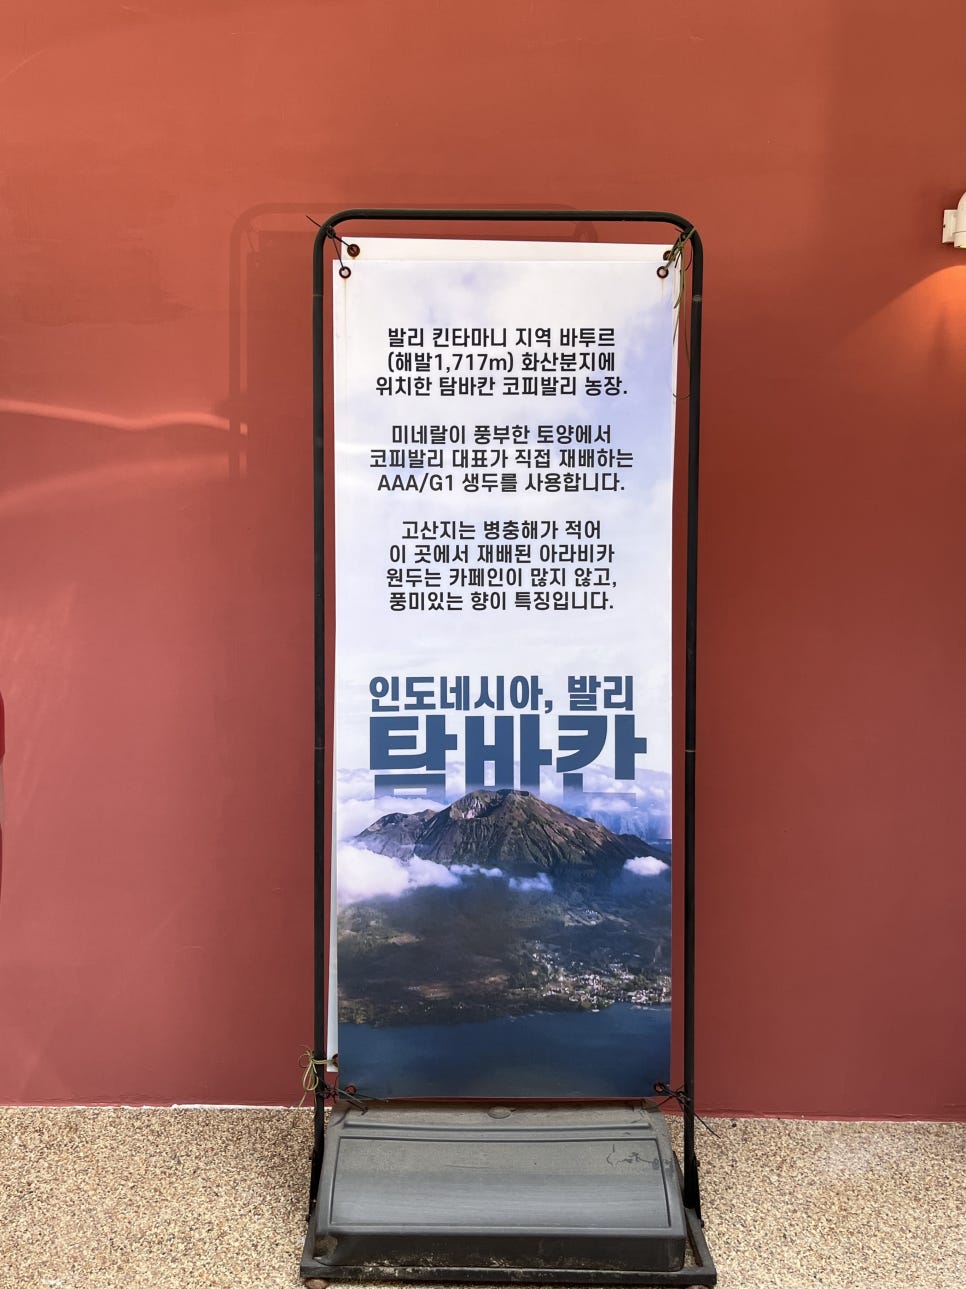 발리 킨타마니 지역 바투르
(해발1,717m) 화산분지에
위치한 탐바칸 코피발리 농장.
미네랄이 풍부한 토양에서
코피발리 대표가 직접 재배하는
AAA/G1 생두를 사용합니다.
고산지는 병충해가 적어
이 곳에서 재배된 아라비카
원두는 카페인이 많지 않고,
풍미있는 향이 특징입니다.
인도네시아, 발리
탐바칸